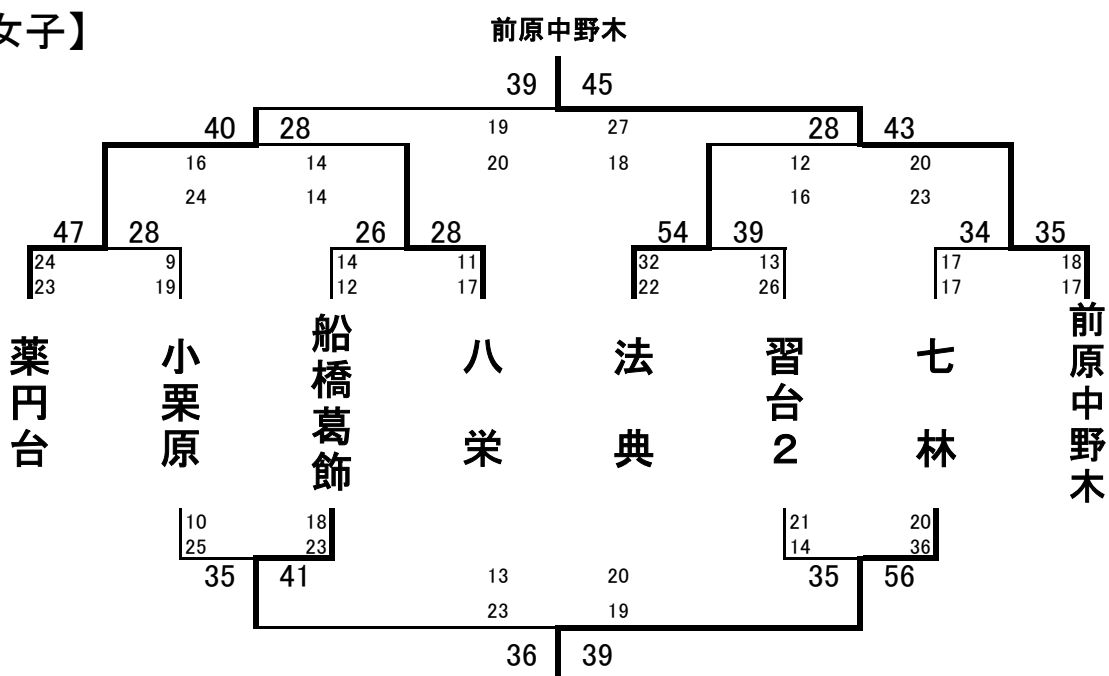 女子】
前原中野木
39 45
40 28 19 27 28 43
16 14 20 18 12 20
24 14 16 23
47 28 26 28 54 39 34 35
24 9 14 11 32 13 17 18
23 19 12 17 22 26 17 17
薬円台
小栗原
船橋葛飾
八栄
法典
習台2
七林
前原中野木
10 18 21 20
25 23 14 36
35 41 13 20 35 56
23 19
36 39